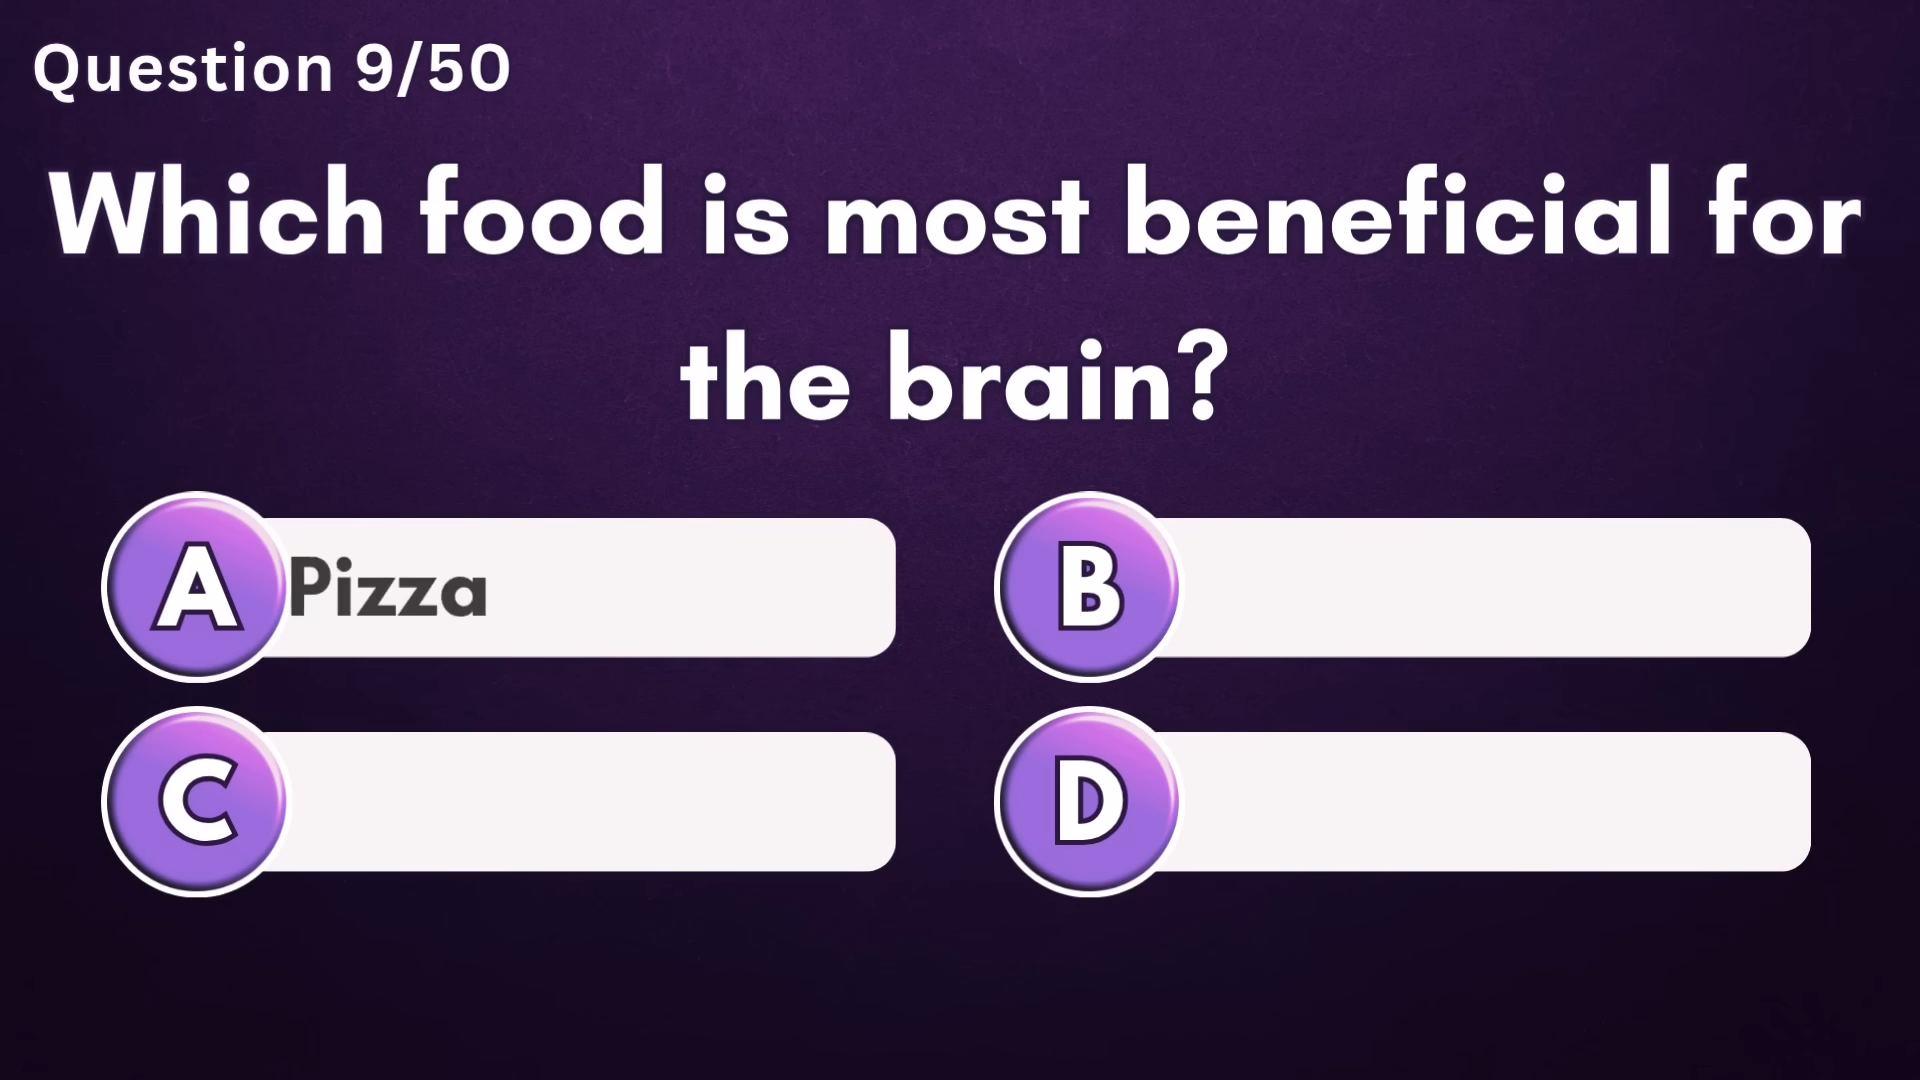 Question 9/50
Which food is most beneficial for
the brain?
A Pizza
B
C
D